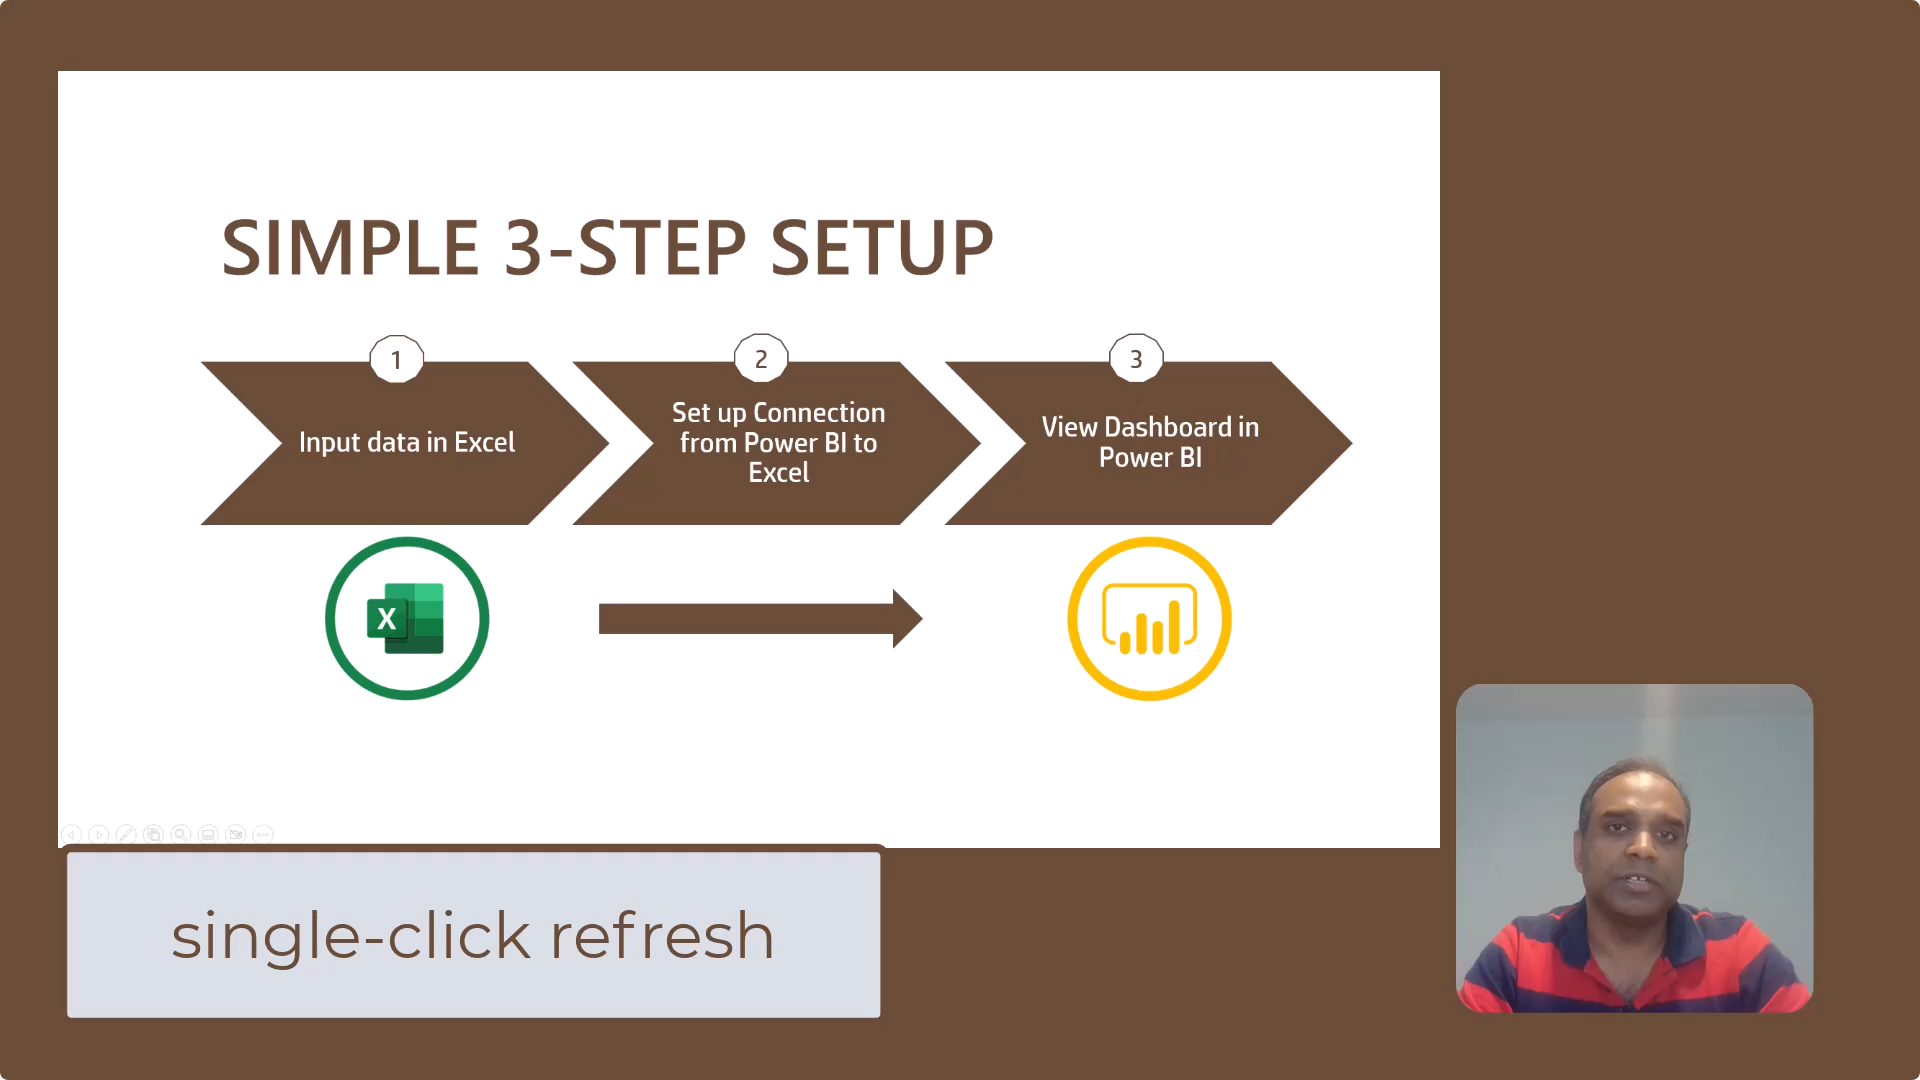 SIMPLE 3-STEP SETUP
1
Input data in Excel
2
Set up Connection
from Power BI to
Excel
3
View Dashboard in
Power BI
X
single-click refresh